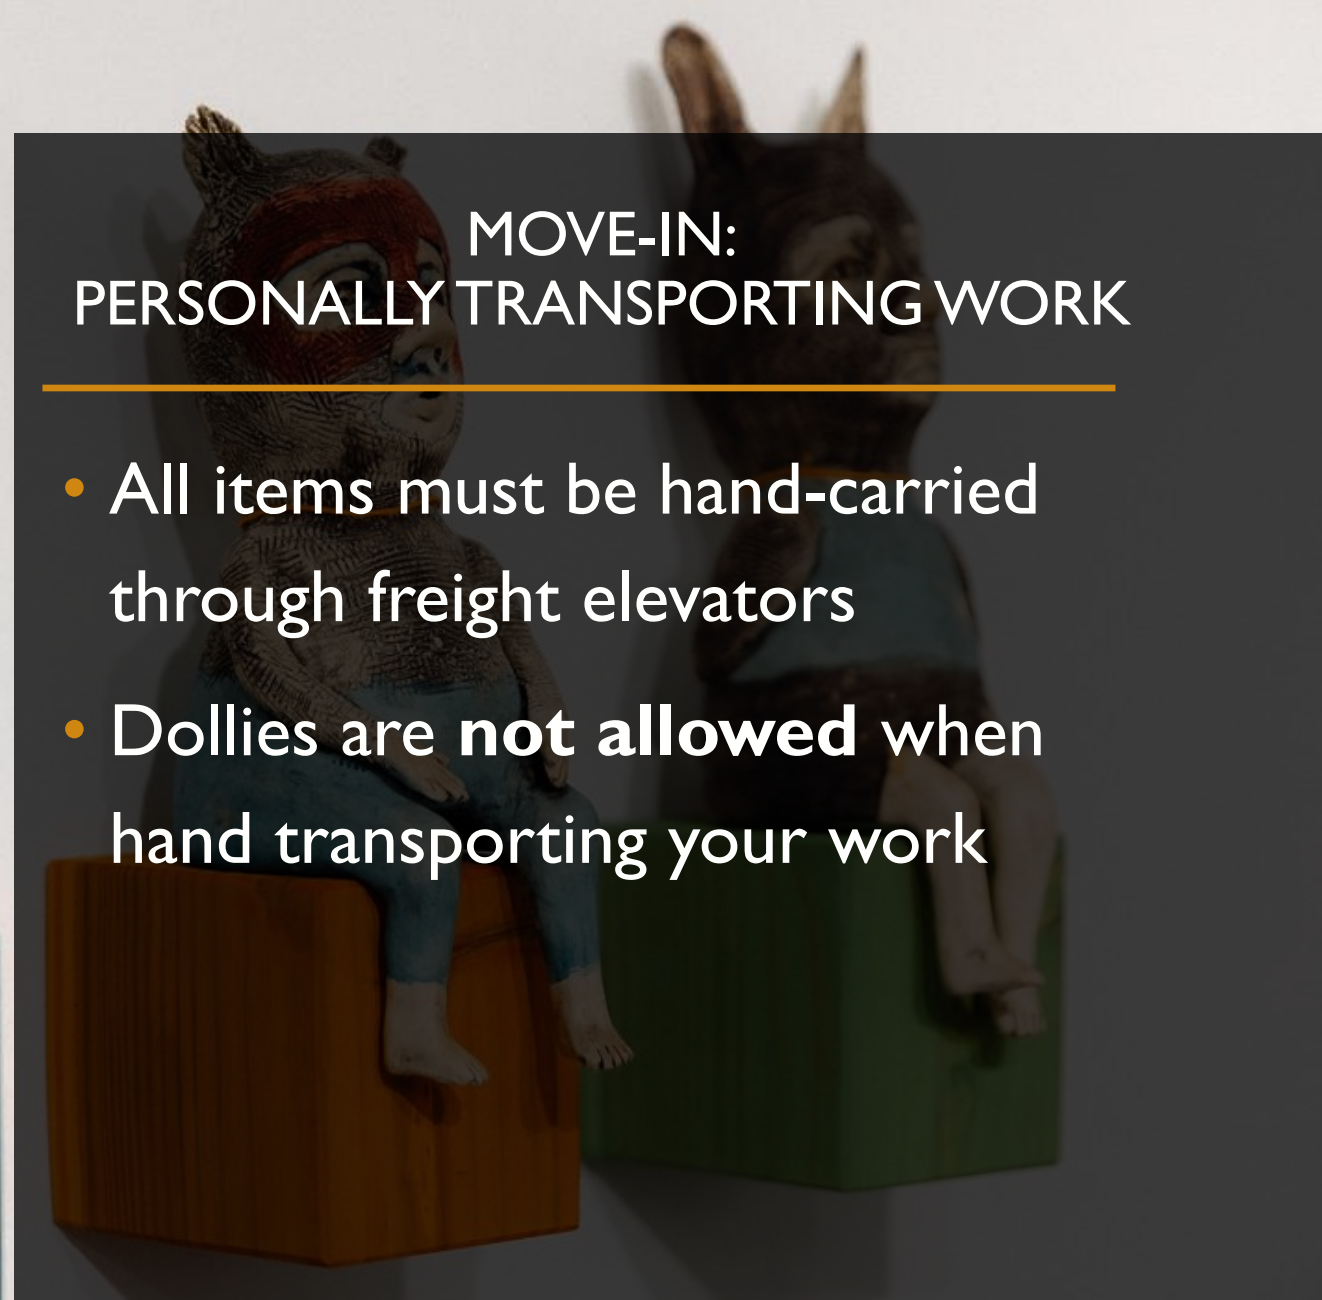 MOVE-IN:
PERSONALLY TRANSPORTING WORK
• All items must be hand-carried
through freight elevators
• Dollies are not allowed when
hand transporting your work